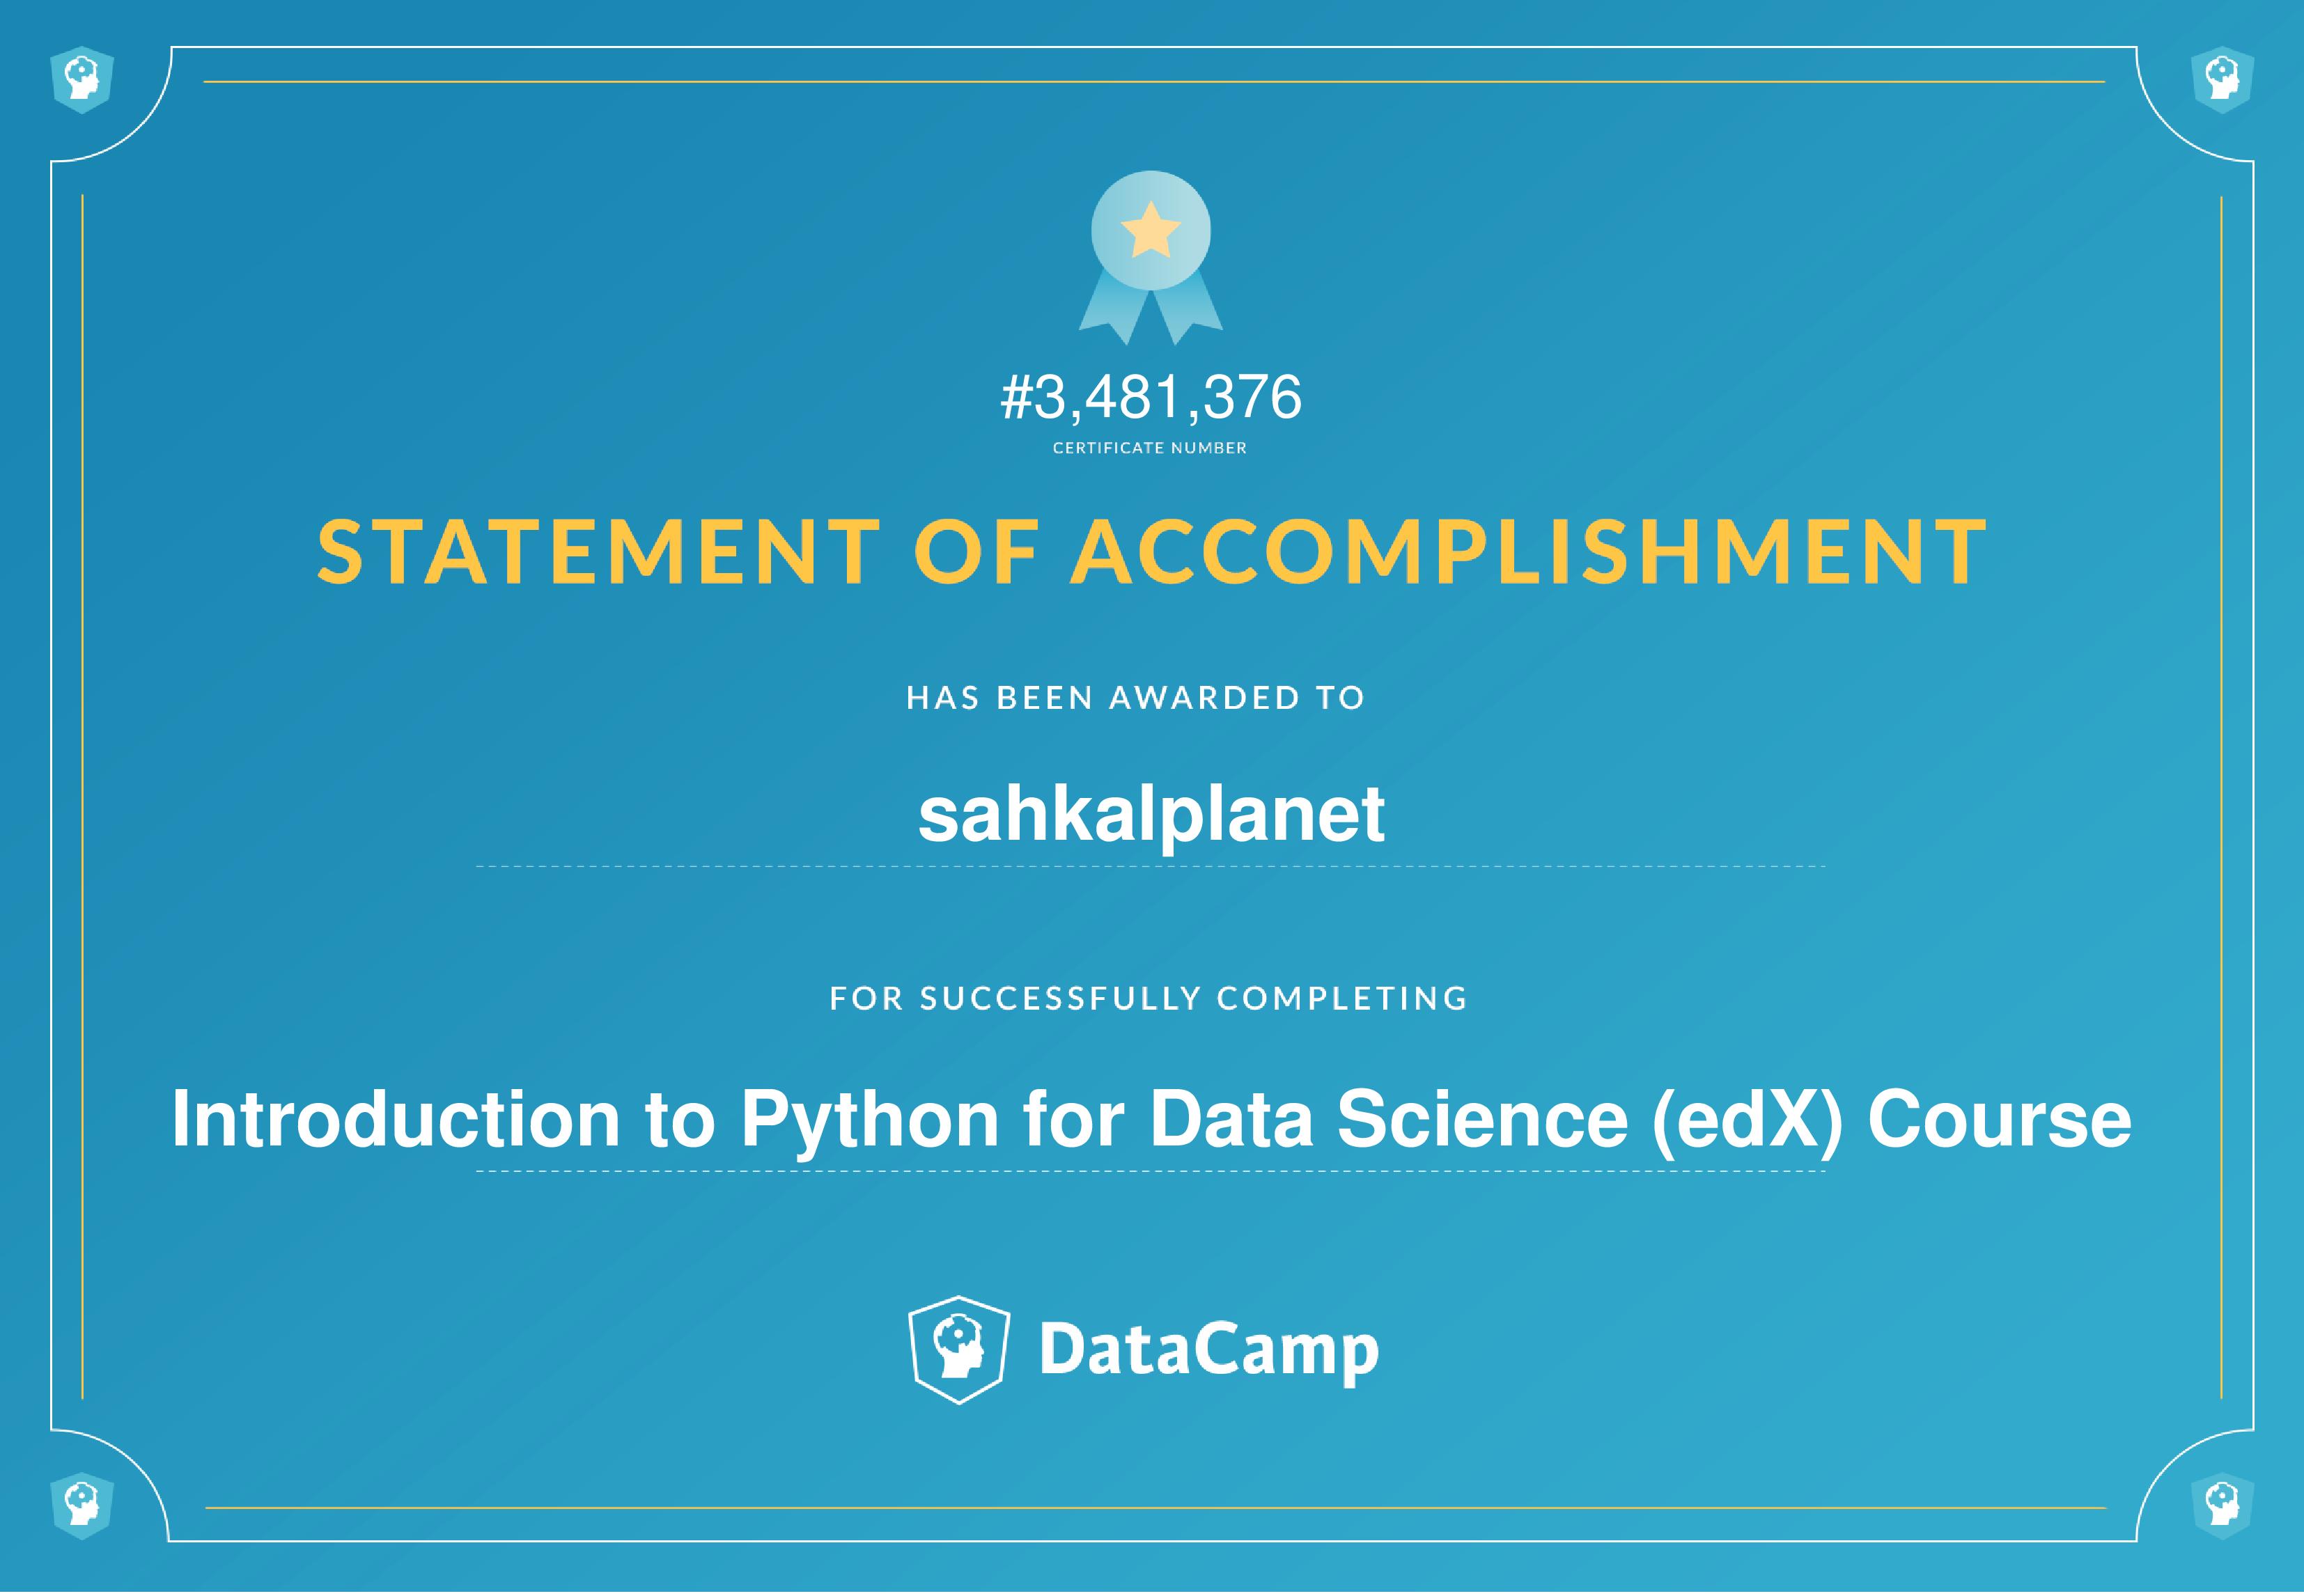 #3,481,376
CERTIFICATE NUMBER
STATEMENT OF ACCOMPLISHMENT
HAS BEEN AWARDED TO
sahkalplanet
FOR SUCCESSFULLY COMPLETING
Introduction to Python for Data Science (edX) Course
DataCamp